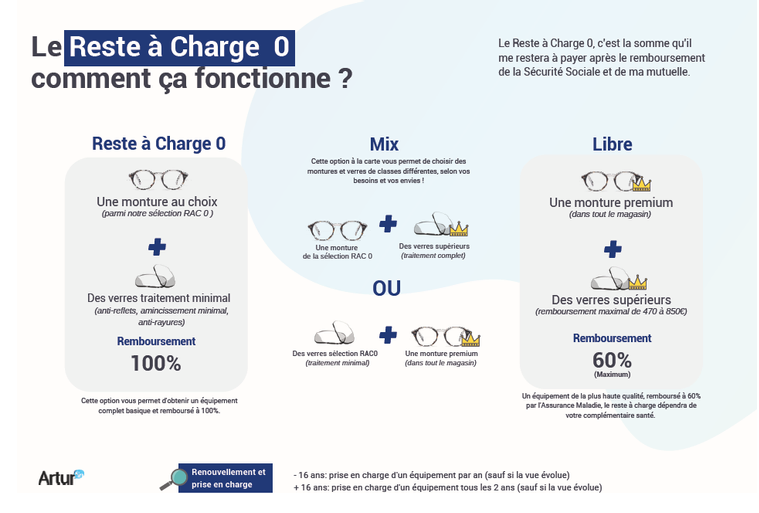 Le Reste à Charge 0
comment ça fonctionne ?
Le Reste à Charge 0, c'est la somme qu'il
me restera à payer après le remboursement
de la Sécurité Sociale et de ma mutuelle.
Reste à Charge 0
Une monture au choix
(parmi notre sélection RAC 0 )
+
Des verres traitement minimal
(anti-reflets, amincissement minimal,
anti-rayures)
Remboursement
100%
Cette option vous permet d'obtenir un équipement
complet basique et remboursé à 100%.
Mix
Cette option à la carte vous permet de choisir des
montures et verres de classes différentes, selon vos
besoins et vos envies !
+
Une monture
de la sélection RAC 0
Des verres supérieurs
(traitement complet)
OU
+
Des verres sélection RAC0
(traitement minimal)
Une monture premium
(dans tout le magasin)
Libre
Une monture premium
(dans tout le magasin)
+
Des verres supérieurs
(remboursement maximal de 470 à 850€)
Remboursement
60%
(Maximum)
Un équipement de la plus haute qualité, remboursé à 60%
par l'Assurance Maladie, le reste à charge dépendra de
votre complémentaire santé.
Artur
Renouvellement et
prise en charge
- 16 ans: prise en charge d'un équipement par an (sauf si la vue évolue)
+ 16 ans: prise en charge d'un équipement tous les 2 ans (sauf si la vue évolue)